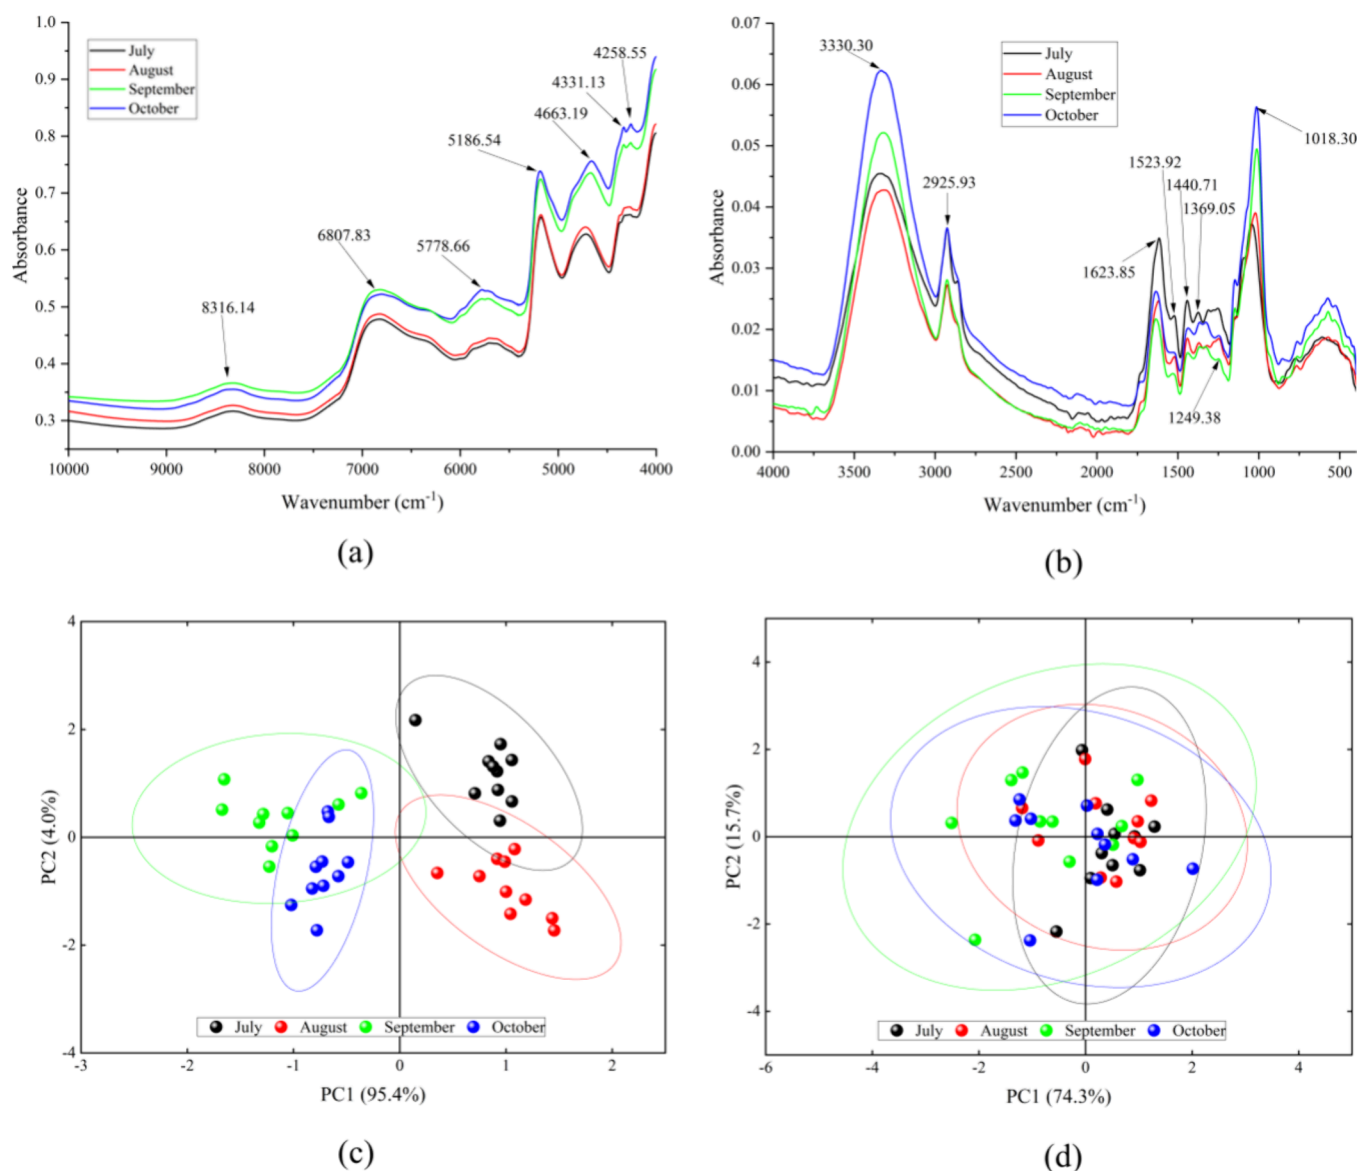 1.0
0.9
0.8
0.7
0.6
0.5
0.4
0.3
Absorbance
July
August
September
October
8316.14
6807.83
5778.66
5186.54
4663.19
4331.13
4258.55
10000 9000 8000 7000 6000 5000 4000
Wavenumber (cm-1)
(a)
0.07
0.06
0.05
0.04
0.03
0.02
0.01
0.00
Absorbance
July
August
September
October
3330.30
2925.93
1623.85
1523.92
1440.71
1369.05
1249.38
1018.30
4000 3500 3000 2500 2000 1500 1000 500
Wavenumber (cm-1)
(b)
4
2
0
-2
-4
PC2 (4.0%)
July August September October
-3 -2 -1 0 1 2
PC1 (95.4%)
(c)
4
2
0
-2
-4
PC2 (15.7%)
July August September October
-6 -4 -2 0 2 4
PC1 (74.3%)
(d)